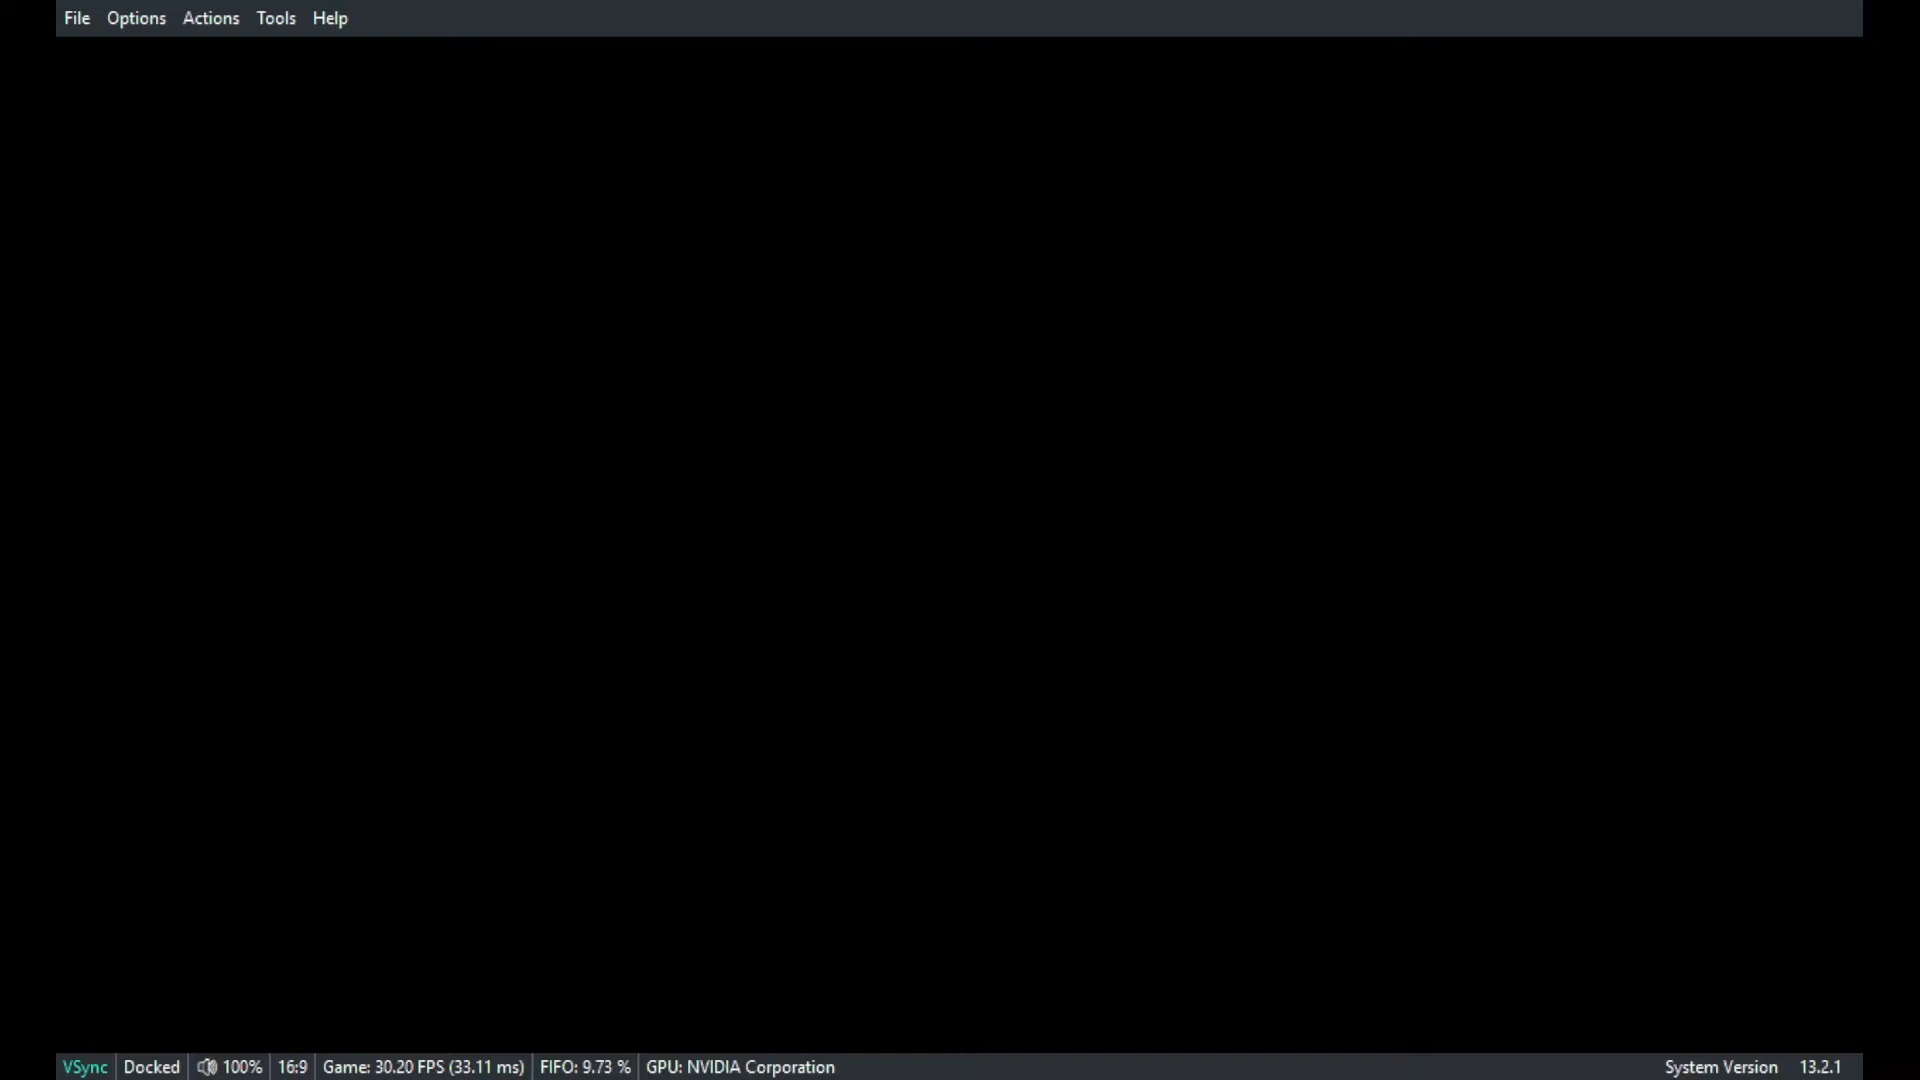 File Options Actions Tools Help
VSync Docked 100% 16:9 Game: 30.20 FPS (33.11 ms) FIFO: 9.73 % GPU: NVIDIA Corporation System Version 13.2.1